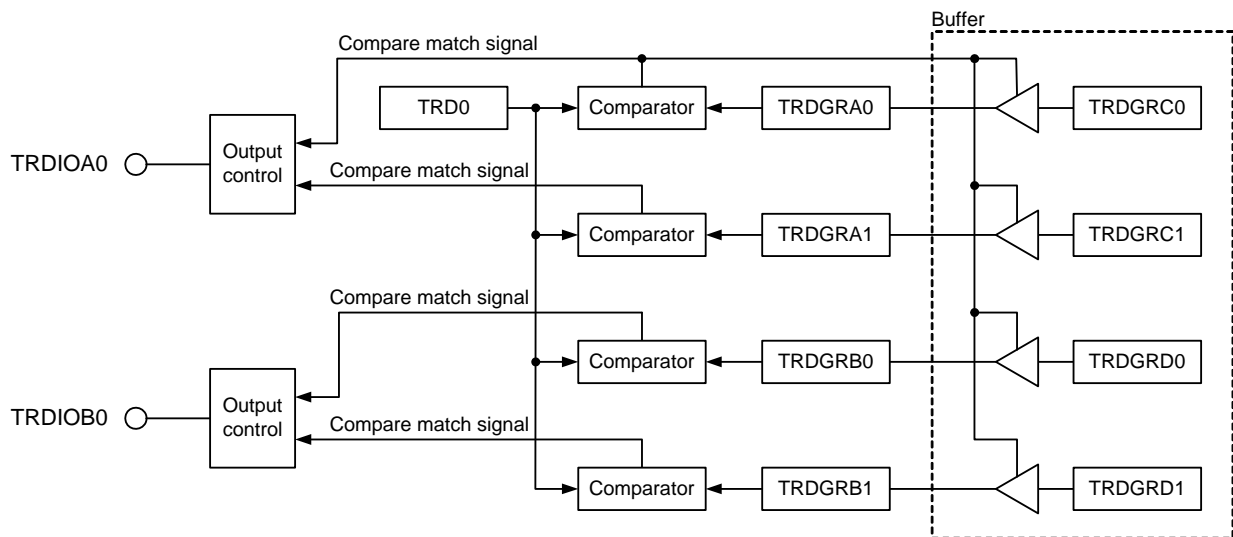 Buffer
Compare match signal
TRD0
Comparator
TRDGRA0
TRDGRC0
TRDIOA0
Output
control
Compare match signal
Comparator
TRDGRA1
TRDGRC1
Compare match signal
Comparator
TRDGRB0
TRDGRD0
TRDIOB0
Output
control
Compare match signal
Comparator
TRDGRB1
TRDGRD1